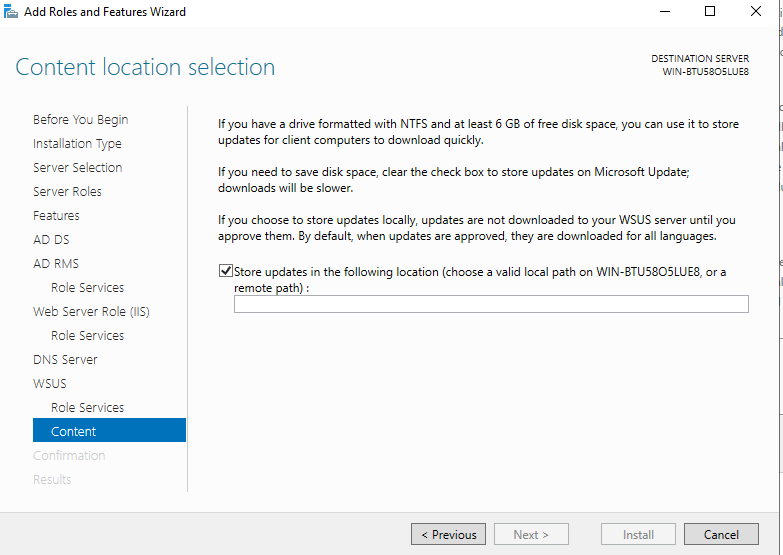 Add Roles and Features Wizard
Content location selection
DESTINATION SERVER
WIN-BTU58O5LUE8
Before You Begin
Installation Type
Server Selection
Server Roles
Features
AD DS
AD RMS
Role Services
Web Server Role (IIS)
Role Services
DNS Server
WSUS
Role Services
Content
Confirmation
Results
If you have a drive formatted with NTFS and at least 6 GB of free disk space, you can use it to store
updates for client computers to download quickly.
If you need to save disk space, clear the check box to store updates on Microsoft Update;
downloads will be slower.
If you choose to store updates locally, updates are not downloaded to your WSUS server until you
approve them. By default, when updates are approved, they are downloaded for all languages.
Store updates in the following location (choose a valid local path on WIN-BTU58O5LUE8, or a
remote path) :
< Previous
Next >
Install
Cancel